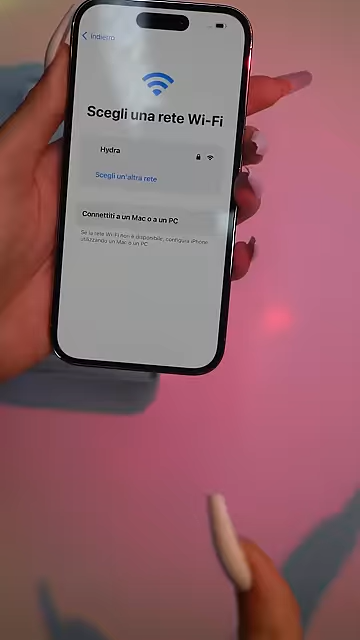 Indietro
Scegli una rete Wi-Fi
Hydra
Scegli un'altra rete
Connettiti a un Mac o a un PC
Se la rete Wi-Fi non è disponibile, configura iPhone
utilizzando un Mac o un PC